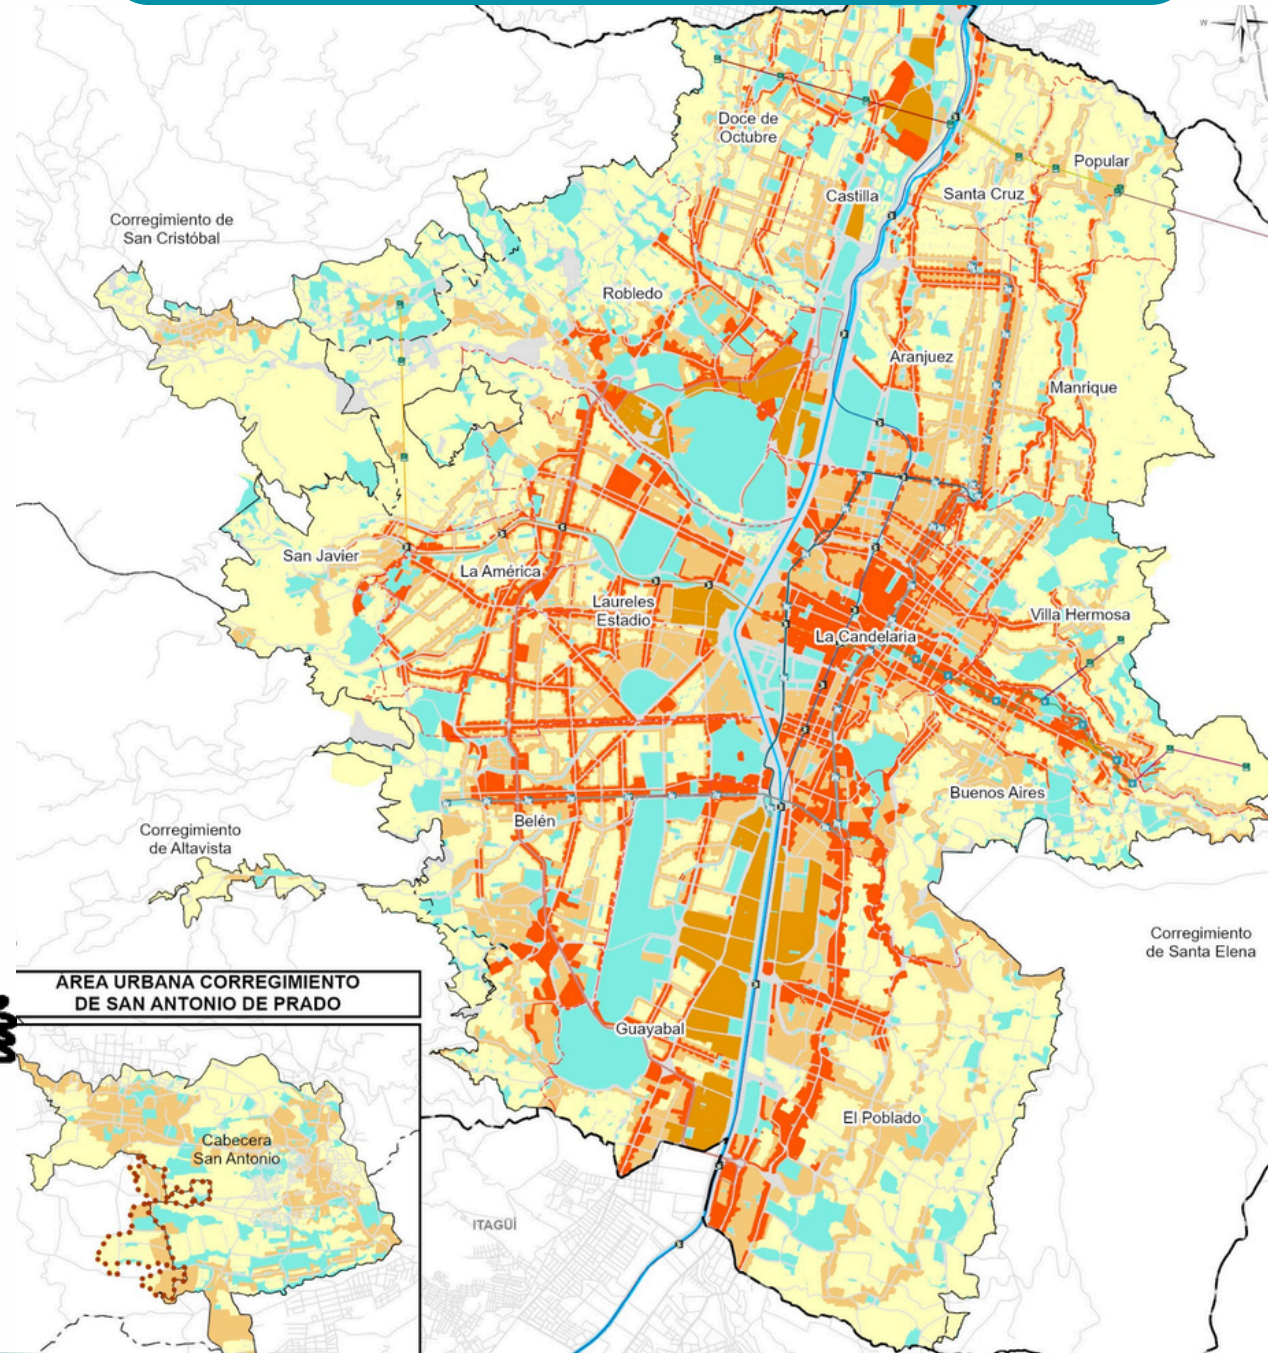 W
S
Doce de
Octubre
Popular
Castilla
Santa Cruz
Corregimiento de
San Cristóbal
Robledo
Aranjuez
Manrique
San Javier
La América
Laureles
Estadio
Villa Hermosa
La Candelaria
Buenos Aires
Belén
Corregimiento
de Altavista
Corregimiento
de Santa Elena
ÁREA URBANA CORREGIMIENTO
DE SAN ANTONIO DE PRADO
Guayabal
El Poblado
Cabecera
San Antonio
ITAGÜÍ